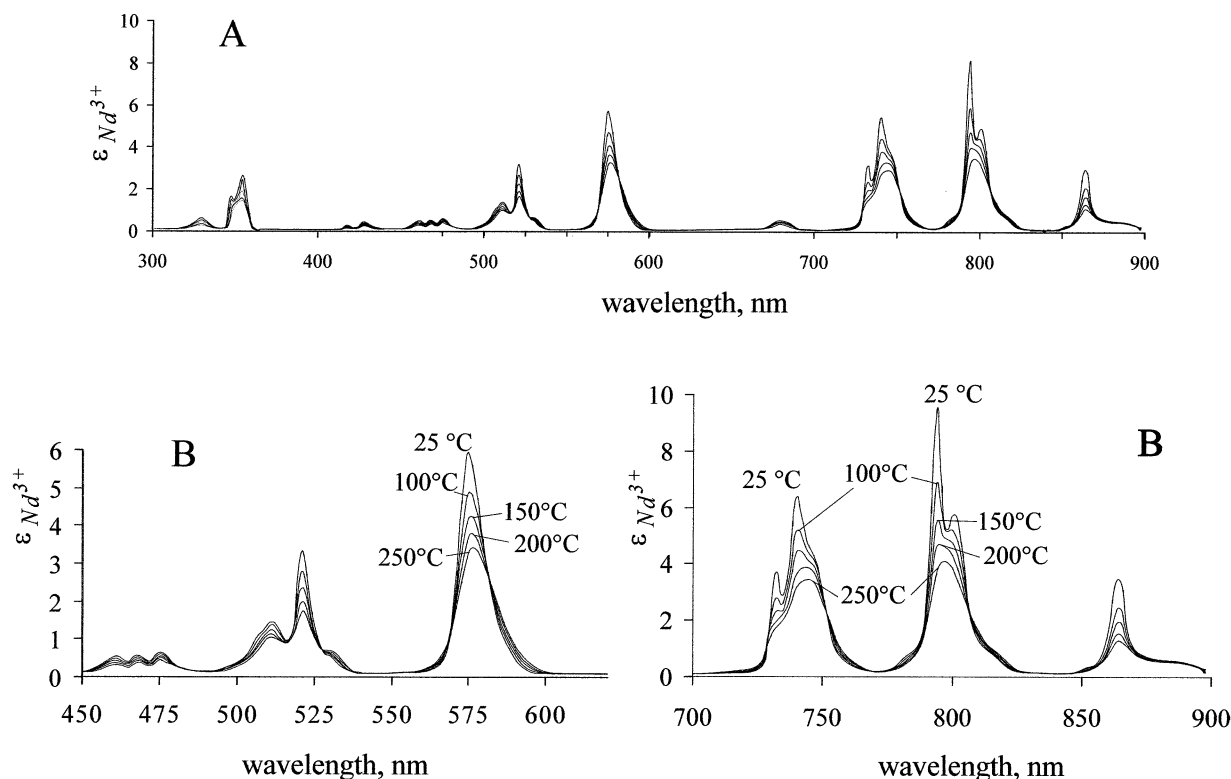 A
10
8
6
4
2
0
ε Nd3+
300 400 500 600 700 800 900
wavelength, nm
B
6
5
4
3
2
1
0
ε Nd3+
25 °C
100°C
150°C
200°C
250°C
450 475 500 525 550 575 600
wavelength, nm
B
10
8
6
4
2
0
ε Nd3+
25 °C
25 °C
100°C
150°C
200°C
250°C
700 750 800 850 900
wavelength, nm